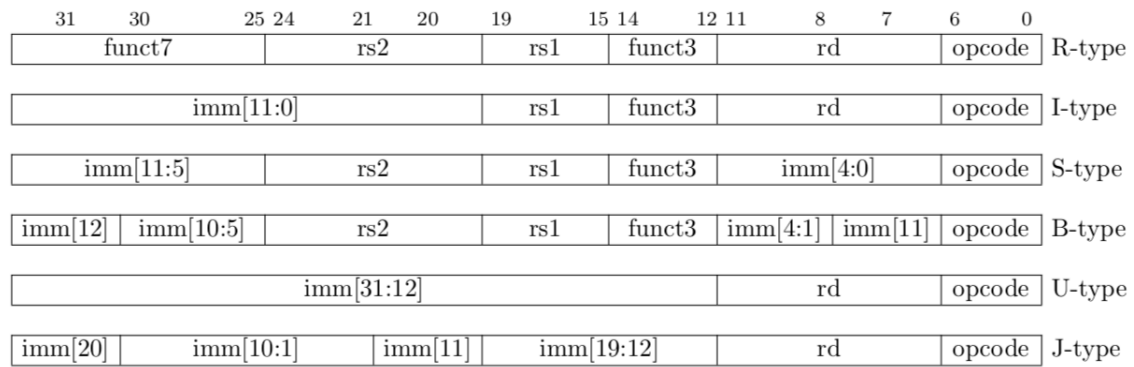 31 30 25 24 21 20 19 15 14 12 11 8 7 6 0
funct7 rs2 rs1 funct3 rd opcode R-type
imm[11:0] rs1 funct3 rd opcode I-type
imm[11:5] rs2 rs1 funct3 imm[4:0] opcode S-type
imm[12] imm[10:5] rs2 rs1 funct3 imm[4:1] imm[11] opcode B-type
imm[31:12] rd opcode U-type
imm[20] imm[10:1] imm[11] imm[19:12] rd opcode J-type